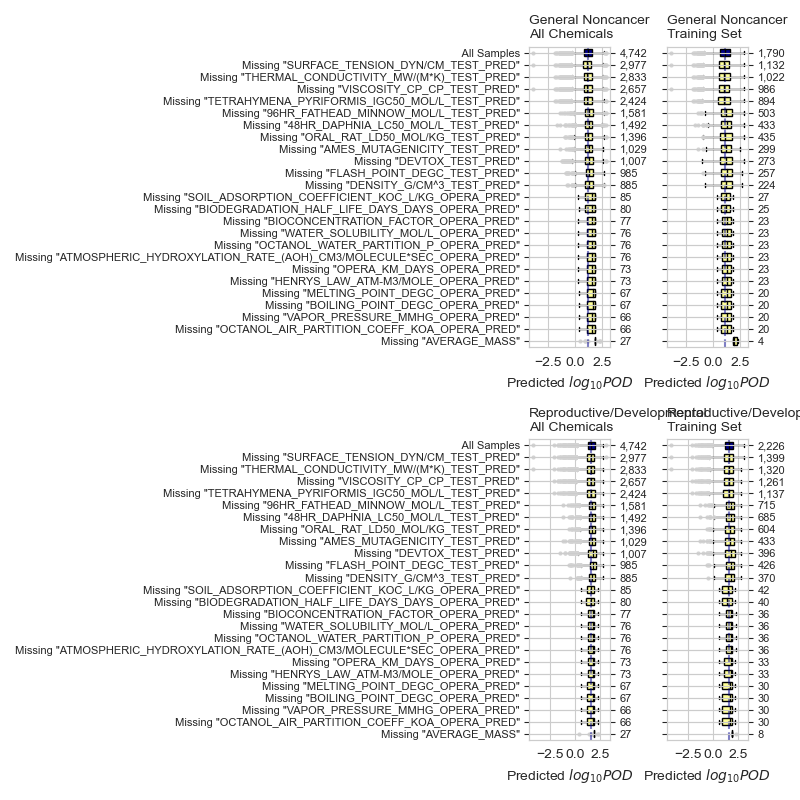 General Noncancer
All Chemicals
General Noncancer
Training Set
All Samples 4,742 1,790
Missing "SURFACE_TENSION_DYN/CM_TEST_PRED" 2,977 1,132
Missing "THERMAL_CONDUCTIVITY_MW/(M*K)_TEST_PRED" 2,833 1,022
Missing "VISCOSITY_CP_CP_TEST_PRED" 2,657 986
Missing "TETRAHYMENA_PYRIFORMIS_IGC50_MOL/L_TEST_PRED" 2,424 894
Missing "96HR_FATHEAD_MINNOW_MOL/L_TEST_PRED" 1,581 503
Missing "48HR_DAPHNIA_LC50_MOL/L_TEST_PRED" 1,492 433
Missing "ORAL_RAT_LD50_MOL/KG_TEST_PRED" 1,396 435
Missing "AMES_MUTAGENICITY_TEST_PRED" 1,029 299
Missing "DEVTOX_TEST_PRED" 1,007 273
Missing "FLASH_POINT_DEGC_TEST_PRED" 985 257
Missing "DENSITY_G/CM^3_TEST_PRED" 885 224
Missing "SOIL_ADSORPTION_COEFFICIENT_KOC_L/KG_OPERA_PRED" 85 27
Missing "BIODEGRADATION_HALF_LIFE_DAYS_DAYS_OPERA_PRED" 80 25
Missing "BIOCONCENTRATION_FACTOR_OPERA_PRED" 77 23
Missing "WATER_SOLUBILITY_MOL/L_OPERA_PRED" 76 23
Missing "OCTANOL_WATER_PARTITION_P_OPERA_PRED" 76 23
Missing "ATMOSPHERIC_HYDROXYLATION_RATE_(AOH)_CM3/MOLECULE*SEC_OPERA_PRED" 76 23
Missing "OPERA_KM_DAYS_OPERA_PRED" 73 23
Missing "HENRYS_LAW_ATM-M3/MOLE_OPERA_PRED" 73 23
Missing "MELTING_POINT_DEGC_OPERA_PRED" 67 20
Missing "BOILING_POINT_DEGC_OPERA_PRED" 67 20
Missing "VAPOR_PRESSURE_MMHG_OPERA_PRED" 66 20
Missing "OCTANOL_AIR_PARTITION_COEFF_KOA_OPERA_PRED" 66 20
Missing "AVERAGE_MASS" 27 4
−2.5 0.0 2.5 −2.5 0.0 2.5
Predicted log10POD Predicted log10POD
Reproductive/Developmental
All Chemicals
Reproductive/Develop
Training Set
All Samples 4,742 2,226
Missing "SURFACE_TENSION_DYN/CM_TEST_PRED" 2,977 1,399
Missing "THERMAL_CONDUCTIVITY_MW/(M*K)_TEST_PRED" 2,833 1,320
Missing "VISCOSITY_CP_CP_TEST_PRED" 2,657 1,261
Missing "TETRAHYMENA_PYRIFORMIS_IGC50_MOL/L_TEST_PRED" 2,424 1,137
Missing "96HR_FATHEAD_MINNOW_MOL/L_TEST_PRED" 1,581 715
Missing "48HR_DAPHNIA_LC50_MOL/L_TEST_PRED" 1,492 685
Missing "ORAL_RAT_LD50_MOL/KG_TEST_PRED" 1,396 604
Missing "AMES_MUTAGENICITY_TEST_PRED" 1,029 433
Missing "DEVTOX_TEST_PRED" 1,007 396
Missing "FLASH_POINT_DEGC_TEST_PRED" 985 426
Missing "DENSITY_G/CM^3_TEST_PRED" 885 370
Missing "SOIL_ADSORPTION_COEFFICIENT_KOC_L/KG_OPERA_PRED" 85 42
Missing "BIODEGRADATION_HALF_LIFE_DAYS_DAYS_OPERA_PRED" 80 40
Missing "BIOCONCENTRATION_FACTOR_OPERA_PRED" 77 36
Missing "WATER_SOLUBILITY_MOL/L_OPERA_PRED" 76 36
Missing "OCTANOL_WATER_PARTITION_P_OPERA_PRED" 76 36
Missing "ATMOSPHERIC_HYDROXYLATION_RATE_(AOH)_CM3/MOLECULE*SEC_OPERA_PRED" 76 36
Missing "OPERA_KM_DAYS_OPERA_PRED" 73 33
Missing "HENRYS_LAW_ATM-M3/MOLE_OPERA_PRED" 73 33
Missing "MELTING_POINT_DEGC_OPERA_PRED" 67 30
Missing "BOILING_POINT_DEGC_OPERA_PRED" 67 30
Missing "VAPOR_PRESSURE_MMHG_OPERA_PRED" 66 30
Missing "OCTANOL_AIR_PARTITION_COEFF_KOA_OPERA_PRED" 66 30
Missing "AVERAGE_MASS" 27 8
−2.5 0.0 2.5 −2.5 0.0 2.5
Predicted log10POD Predicted log10POD